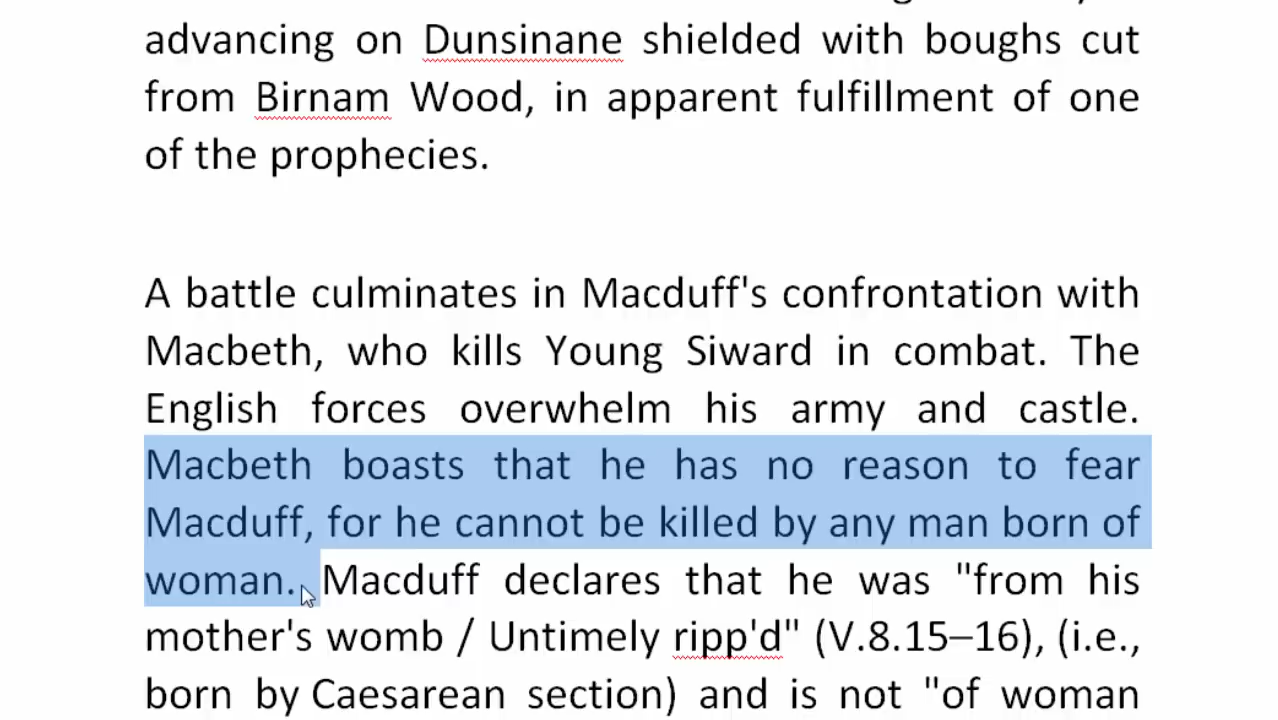 advancing on Dunsinane shielded with boughs cut
from Birnam Wood, in apparent fulfillment of one
of the prophecies.
A battle culminates in Macduff's confrontation with
Macbeth, who kills Young Siward in combat. The
English forces overwhelm his army and castle.
Macbeth boasts that he has no reason to fear
Macduff, for he cannot be killed by any man born of
woman. Macduff declares that he was "from his
mother's womb / Untimely ripp'd" (V.8.15–16), (i.e.,
born by Caesarean section) and is not "of woman